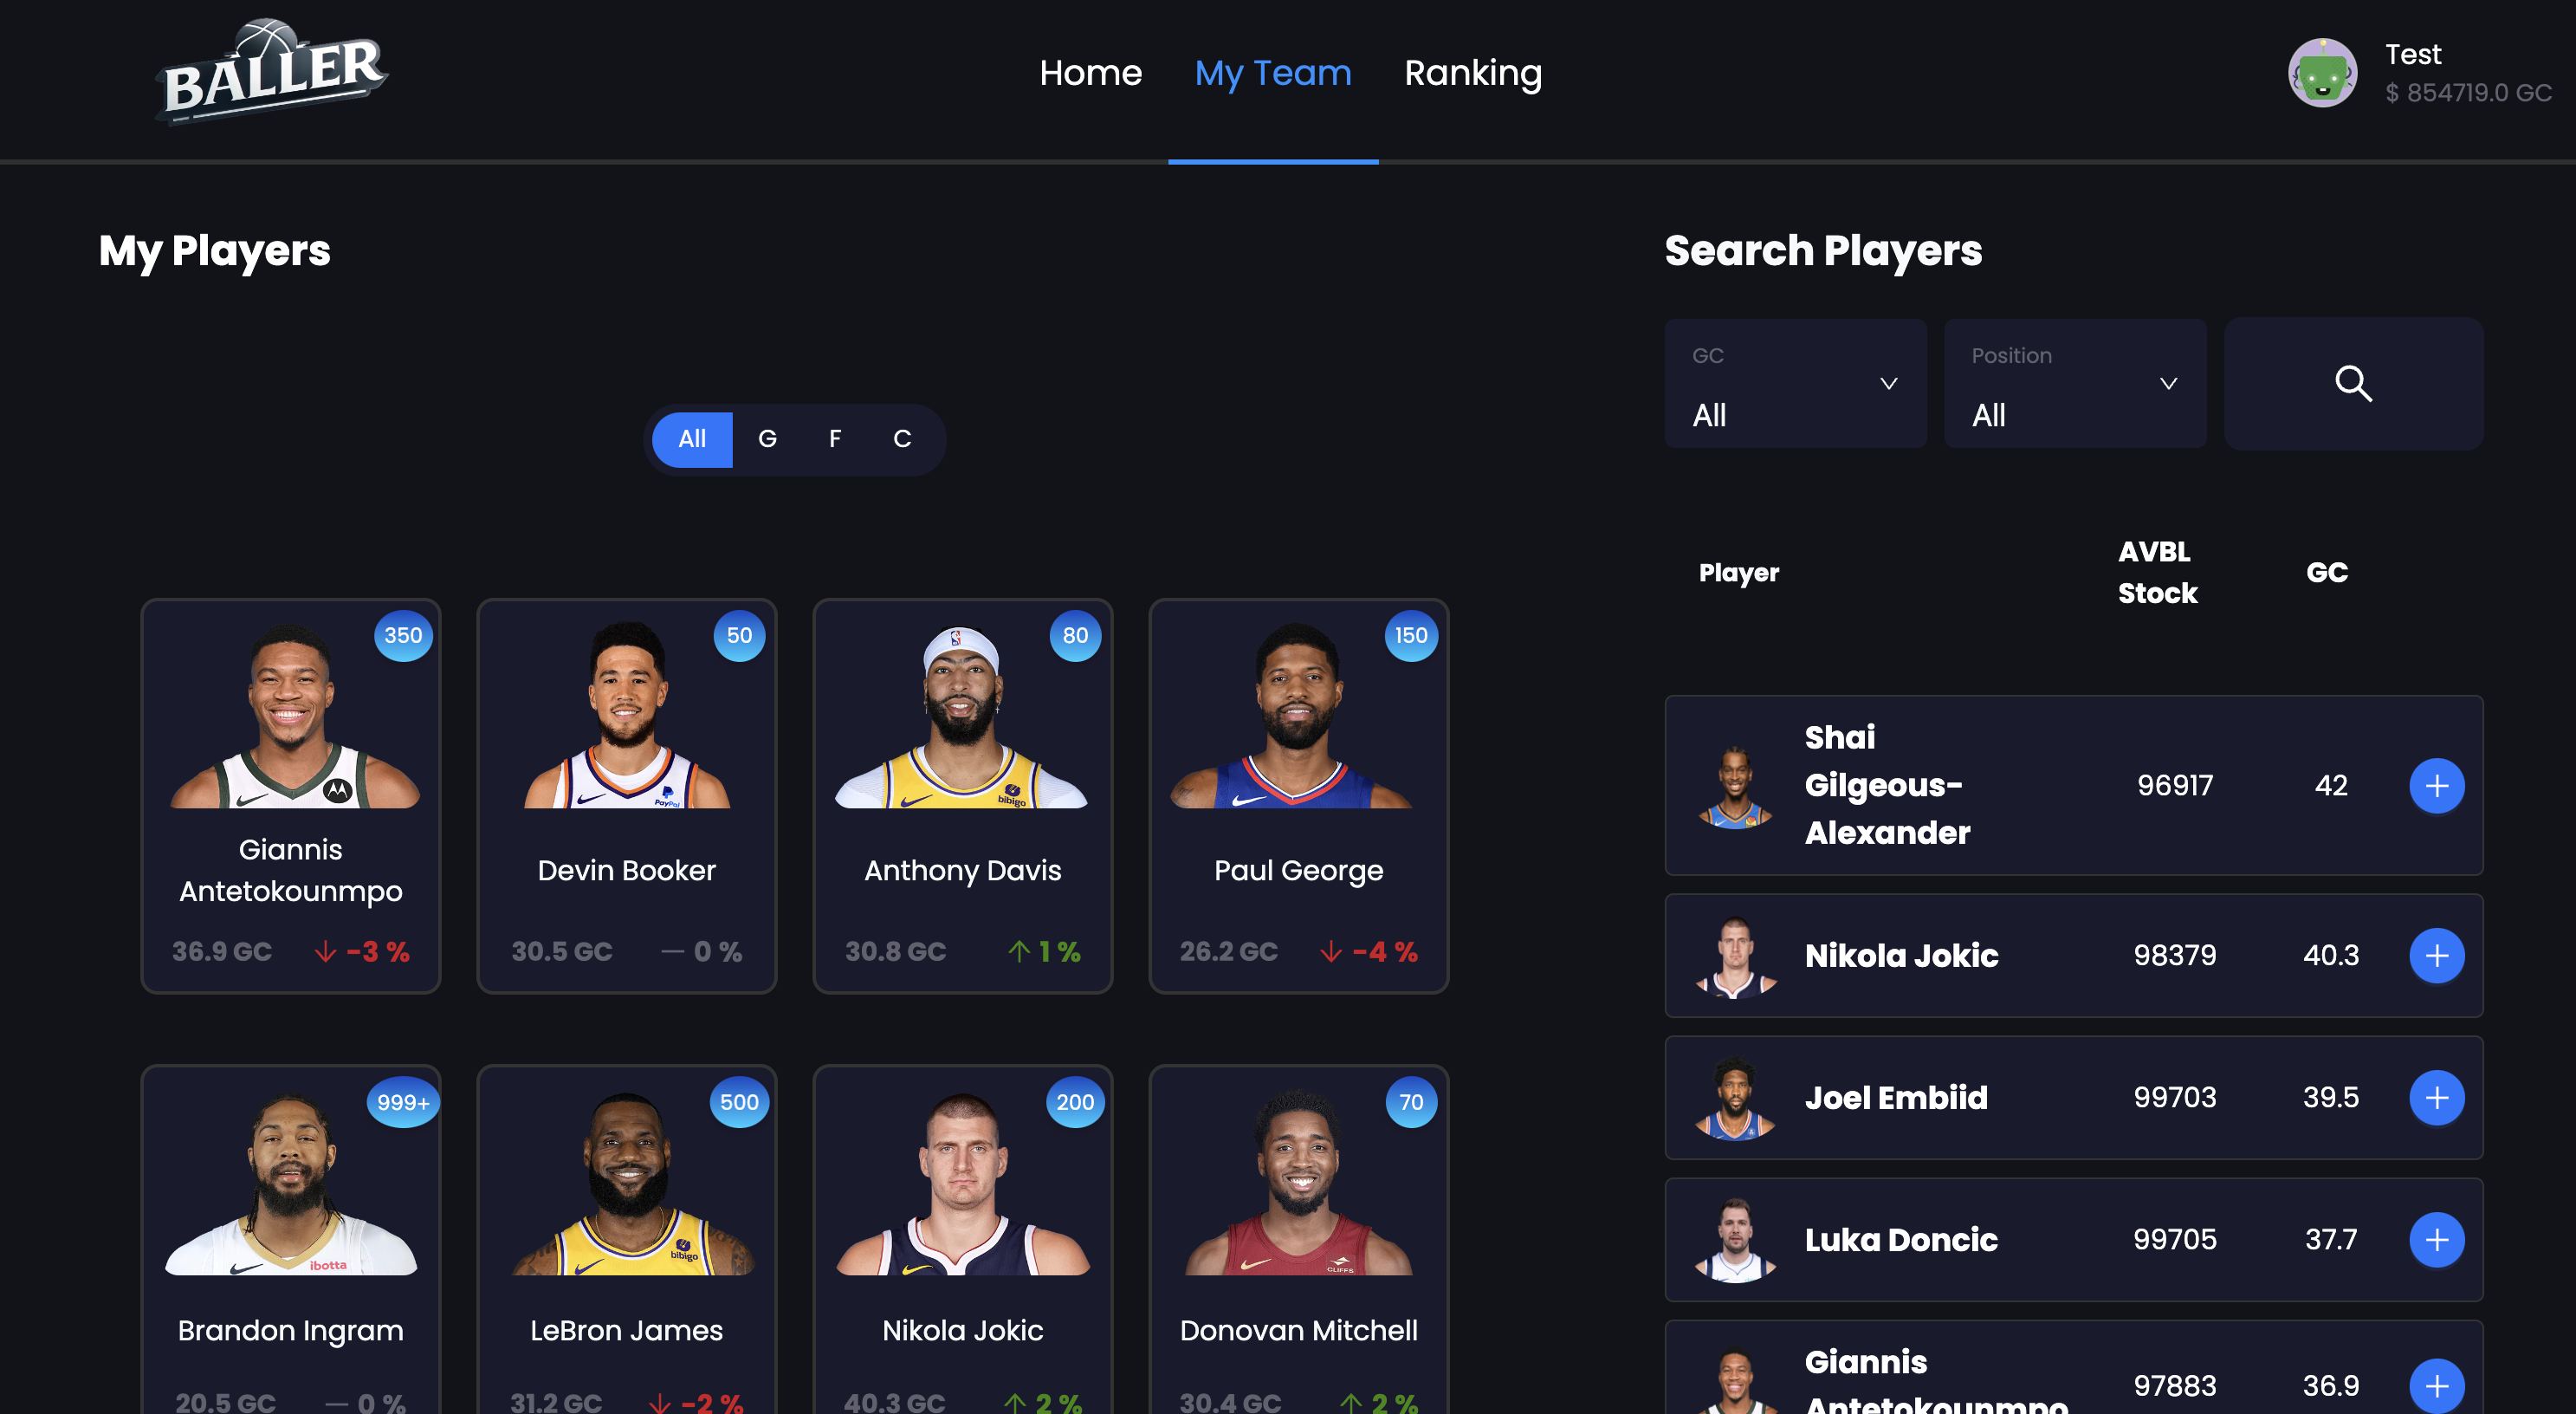 BALLER
Home
My Team
Ranking
Test
$ 854719.0 GC
My Players
All
G
F
C
350
Giannis
Antetokounmpo
36.9 GC
-3 %
50
PayPal
Devin Booker
30.5 GC
0 %
80
bibigo
Anthony Davis
30.8 GC
1 %
150
Paul George
26.2 GC
-4 %
999+
ibotta
Brandon Ingram
20.5 GC
0 %
500
bibigo
LeBron James
31.2 GC
-2 %
200
Nikola Jokic
40.3 GC
2 %
70
CLIFFS
Donovan Mitchell
30.4 GC
2 %
Search Players
GC
All
Position
All
Player
AVBL
Stock
GC
Shai
Gilgeous-
Alexander
96917
42
Nikola Jokic
98379
40.3
Joel Embiid
99703
39.5
Luka Doncic
99705
37.7
Giannis
Antetokounmpo
97883
36.9